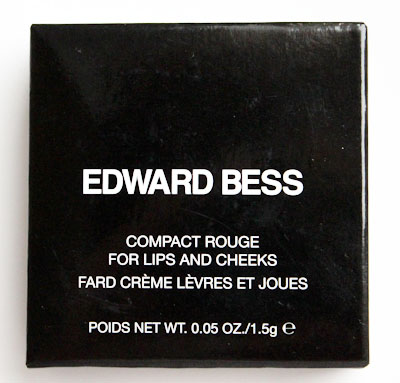 EDWARD BESS
COMPACT ROUGE
FOR LIPS AND CHEEKS
FARD CRÈME LÈVRES ET JOUES
POIDS NET WT. 0.05 OZ./1.5g ℮